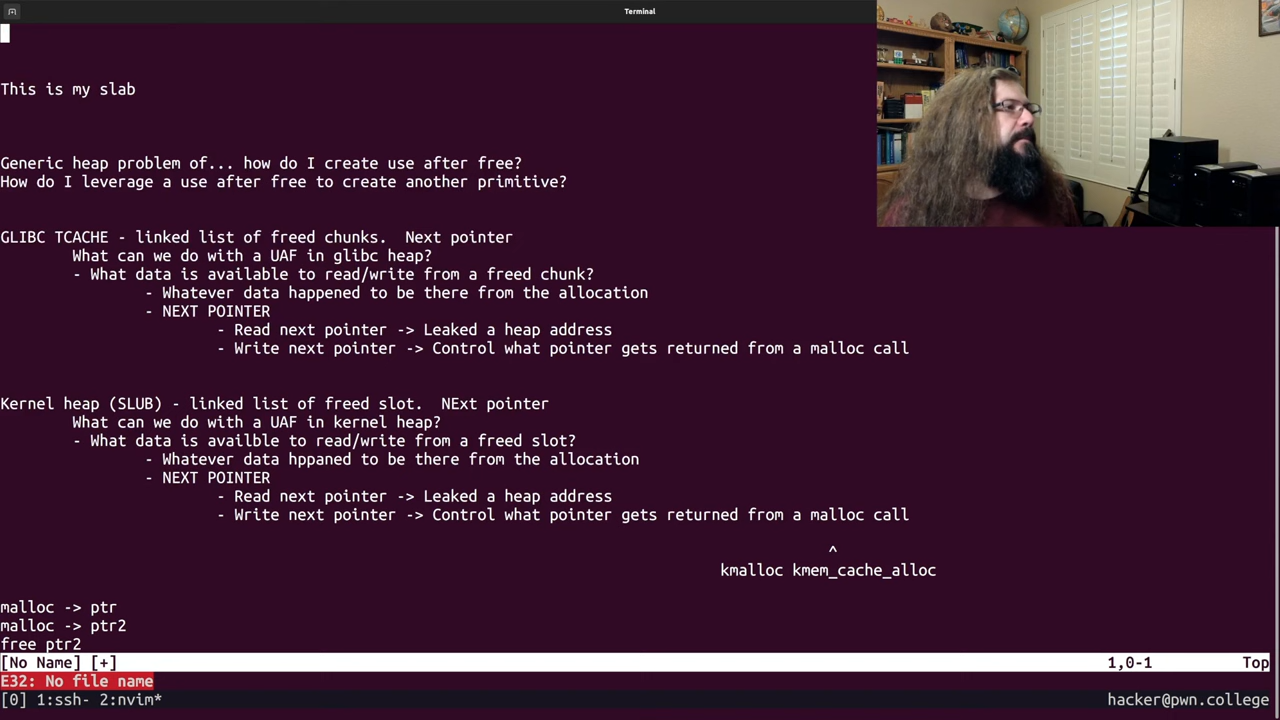 Terminal
This is my slab
Generic heap problem of... how do I create use after free?
How do I leverage a use after free to create another primitive?
GLIBC TCACHE - linked list of freed chunks.  Next pointer
What can we do with a UAF in glibc heap?
- What data is available to read/write from a freed chunk?
- Whatever data happened to be there from the allocation
- NEXT POINTER
- Read next pointer -> Leaked a heap address
- Write next pointer -> Control what pointer gets returned from a malloc call
Kernel heap (SLUB) - linked list of freed slot.  NExt pointer
What can we do with a UAF in kernel heap?
- What data is availble to read/write from a freed slot?
- Whatever data hppaned to be there from the allocation
- NEXT POINTER
- Read next pointer -> Leaked a heap address
- Write next pointer -> Control what pointer gets returned from a malloc call
^
kmalloc kmem_cache_alloc
malloc -> ptr
malloc -> ptr2
free ptr2
[No Name] [+] 1,0-1 Top
E32: No file name
[0] 1:ssh- 2:nvim* hacker@pwn.college